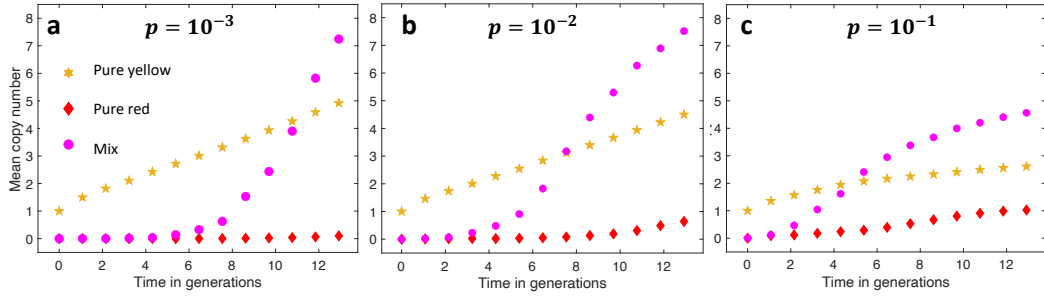 a
p = 10⁻³
8
7
6
5
4
3
2
1
0
Mean copy number
Pure yellow
Pure red
Mix
0 2 4 6 8 10 12
Time in generations
b
p = 10⁻²
8
7
6
5
4
3
2
1
0
0 2 4 6 8 10 12
Time in generations
c
p = 10⁻¹
8
7
6
5
4
3
2
1
0
0 2 4 6 8 10 12
Time in generations